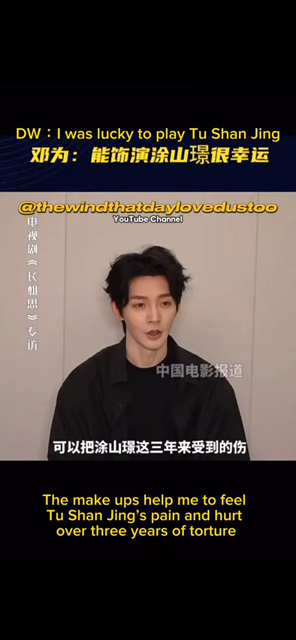 DW：I was lucky to play Tu Shan Jing
邓为：能饰演涂山璟很幸运
@thewindthatdaylovedustoo
YouTube Channel
电视剧《长相思》专访
中国电影报道
可以把涂山璟这三年来受到的伤
The make ups help me to feel
Tu Shan Jing's pain and hurt
over three years of torture